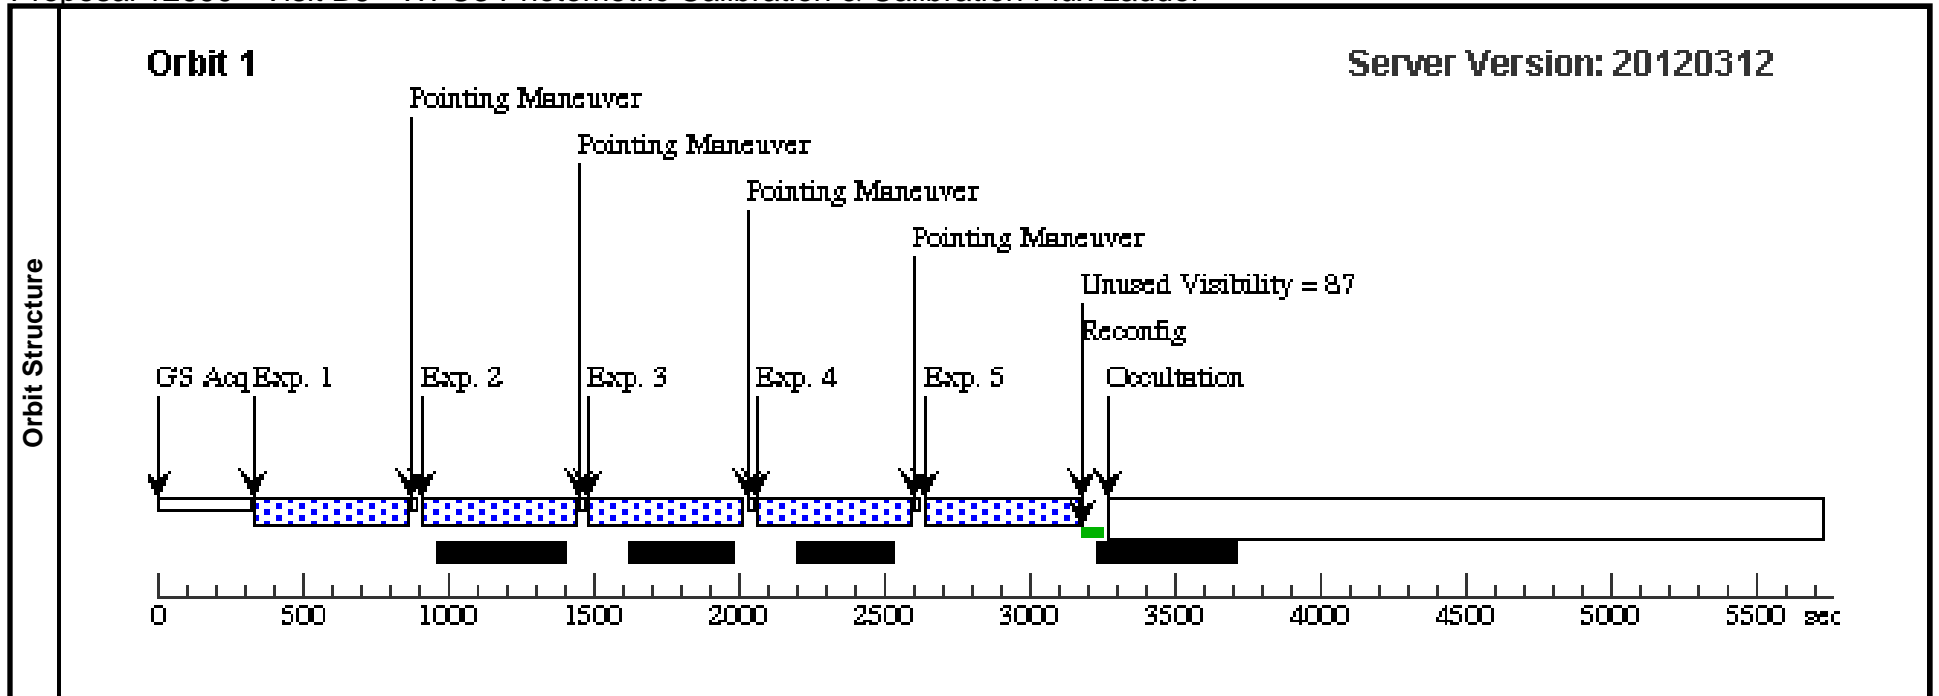 Orbit Structure
Orbit 1
Server Version: 20120312
Pointing Maneuver
Pointing Maneuver
Pointing Maneuver
Pointing Maneuver
Unused Visibility = 87
Reconfig
GS Acq
Exp. 1
Exp. 2
Exp. 3
Exp. 4
Exp. 5
Occultation
0 500 1000 1500 2000 2500 3000 3500 4000 4500 5000 5500 sec